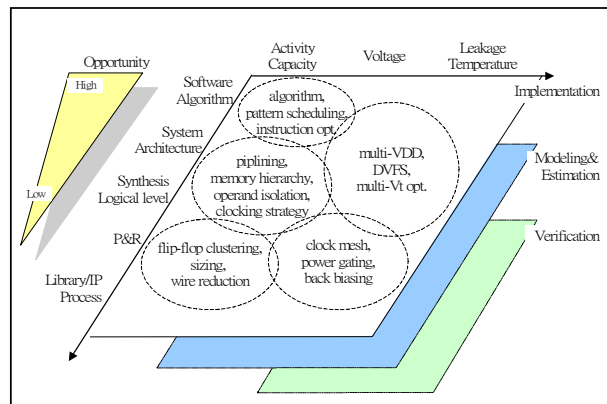 Opportunity
High
Low
Activity
Capacity
Voltage
Leakage
Temperature
Software
Algorithm
System
Architecture
Synthesis
Logical level
P&R
Library/IP
Process
Implementation
Modeling&
Estimation
Verification
algorithm,
pattern scheduling,
instruction opt.
piplining,
memory hierarchy,
operand isolation,
clocking strategy
multi-VDD,
DVFS,
multi-Vt opt.
flip-flop clustering,
sizing,
wire reduction
clock mesh,
power gating,
back biasing